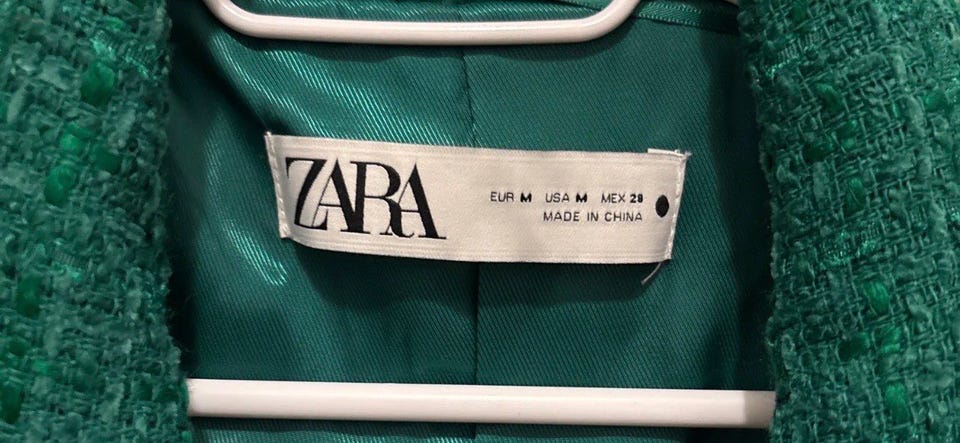 ZARA
EUR M USA M MEX 28
MADE IN CHINA